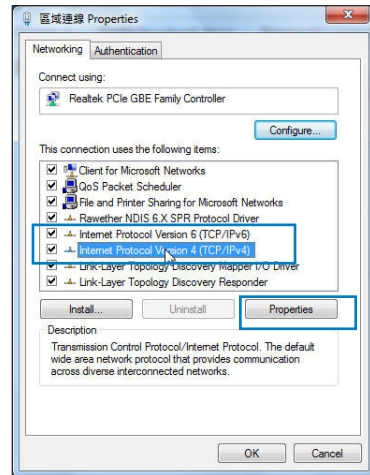 區域連線 Properties
Networking Authentication
Connect using:
Realtek PCIe GBE Family Controller
Configure...
This connection uses the following items:
Client for Microsoft Networks
QoS Packet Scheduler
File and Printer Sharing for Microsoft Networks
Rawether NDIS 6.X SPR Protocol Driver
Internet Protocol Version 6 (TCP/IPv6)
Internet Protocol Version 4 (TCP/IPv4)
Link-Layer Topology Discovery Mapper I/O Driver
Link-Layer Topology Discovery Responder
Install... Uninstall Properties
Description
Transmission Control Protocol/Internet Protocol. The default
wide area network protocol that provides communication
across diverse interconnected networks.
OK Cancel